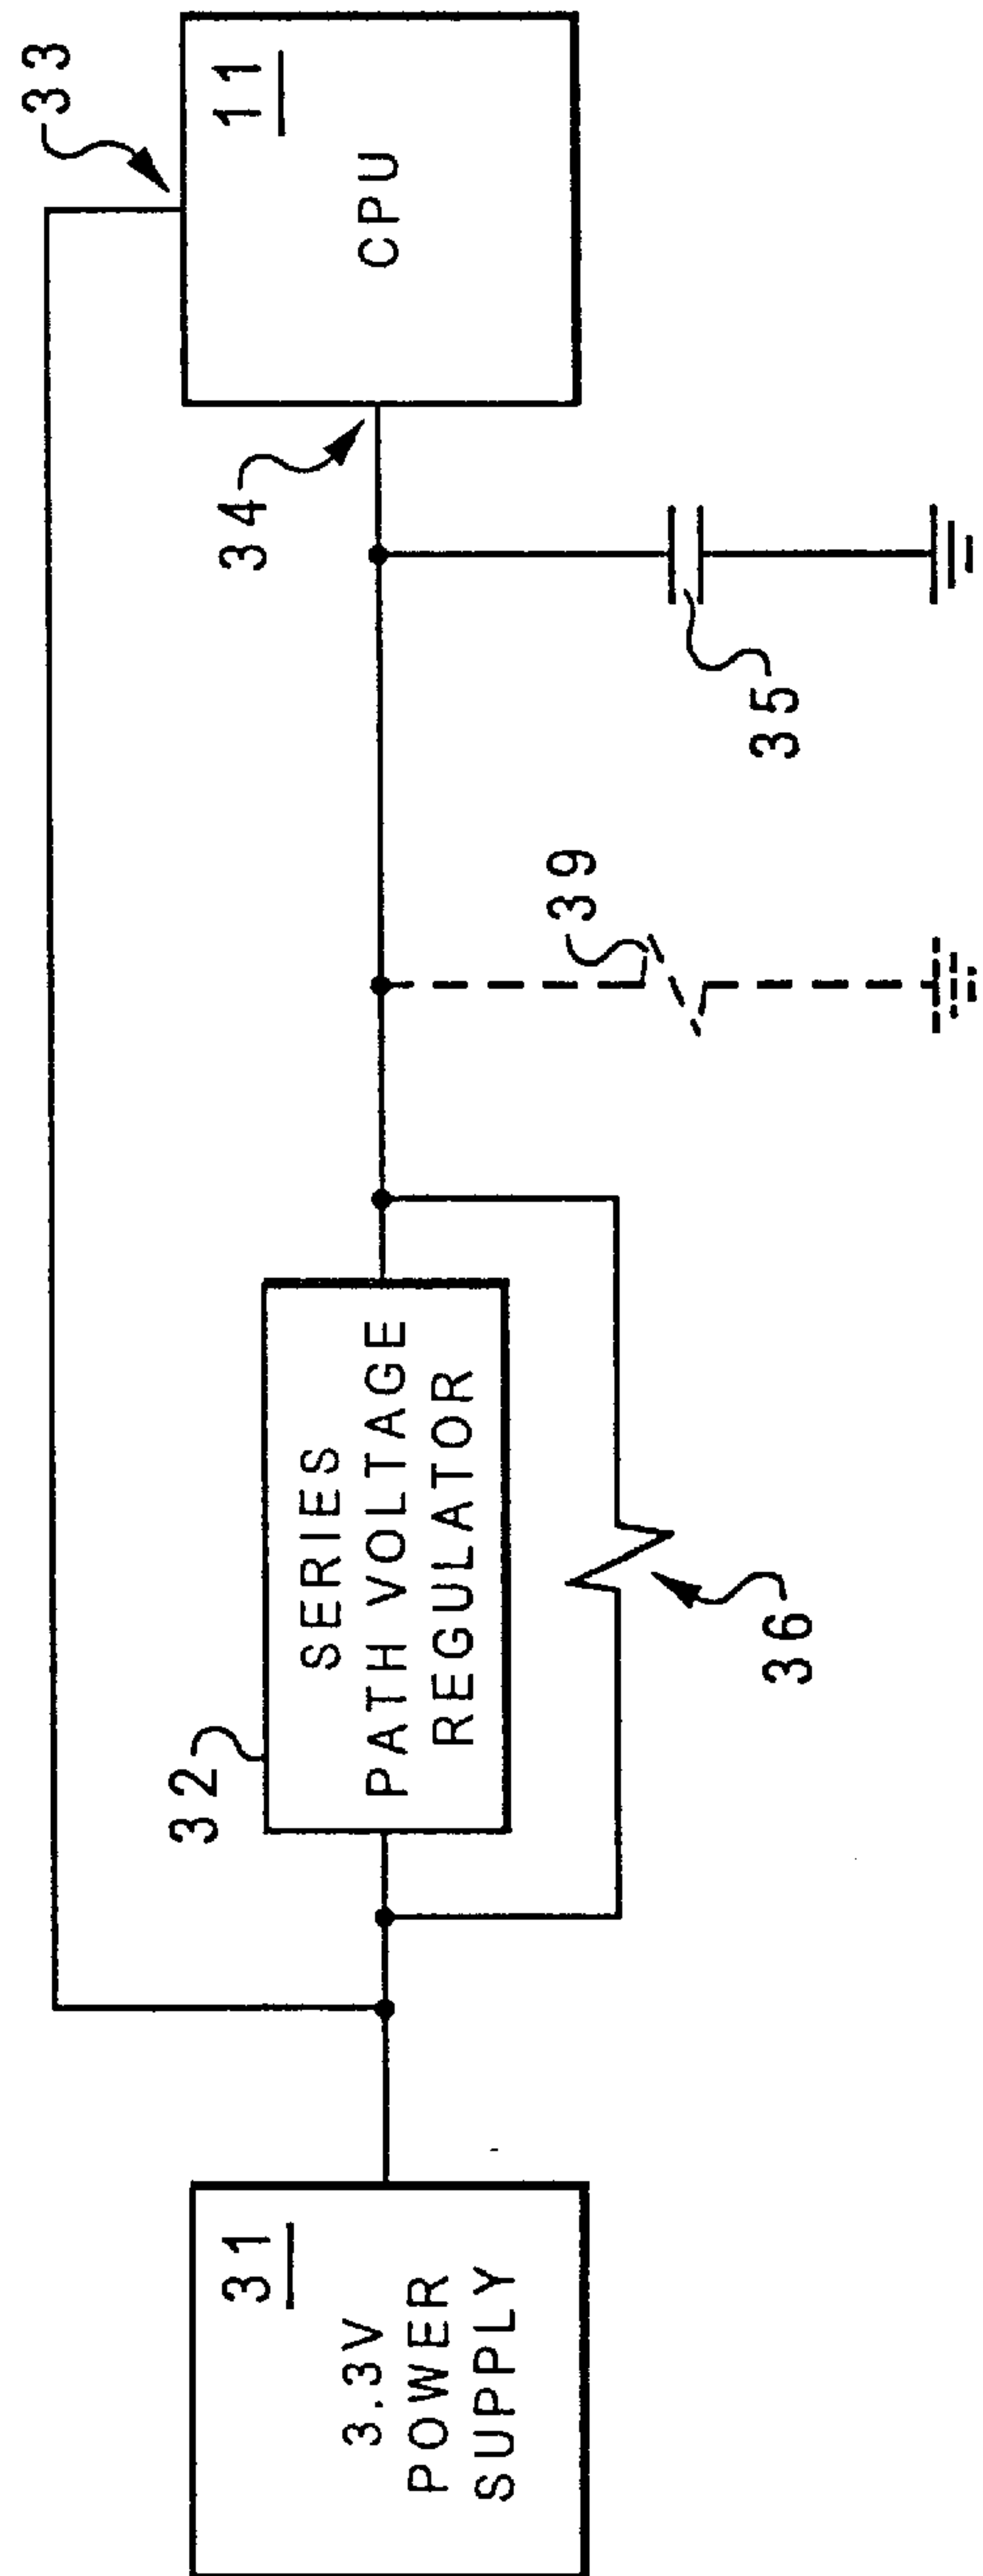 33
11
CPU
34
35
39
32
SERIES
PATH VOLTAGE
REGULATOR
36
31
3.3V
POWER
SUPPLY